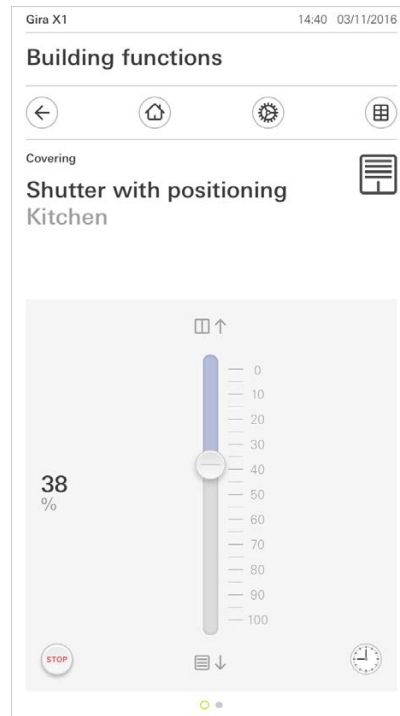 Gira X1 14:40 03/11/2016
Building functions
Covering
Shutter with positioning
Kitchen
0
10
20
30
40
38
50
%
60
70
80
90
100
STOP